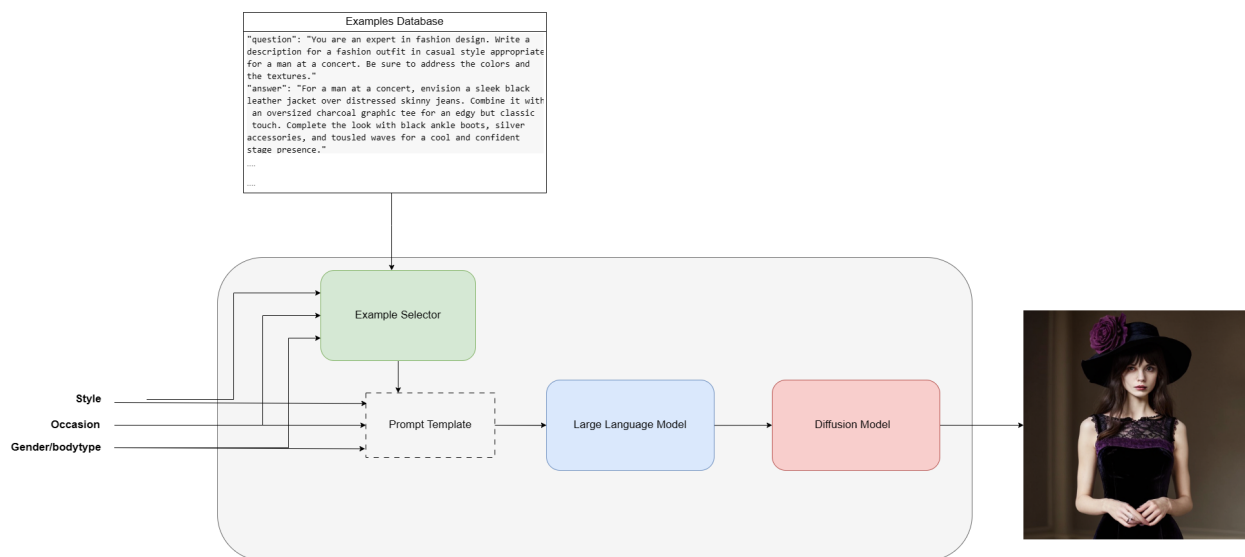 Examples Database
"question": "You are an expert in fashion design. Write a
description for a fashion outfit in casual style appropriate
for a man at a concert. Be sure to address the colors and
the textures."
"answer": "For a man at a concert, envision a sleek black
leather jacket over distressed skinny jeans. Combine it with
an oversized charcoal graphic tee for an edgy but classic
touch. Complete the look with black ankle boots, silver
accessories, and tousled waves for a cool and confident
stage presence."
....
....
Example Selector
Style
Occasion
Gender/bodytype
Prompt Template
Large Language Model
Diffusion Model